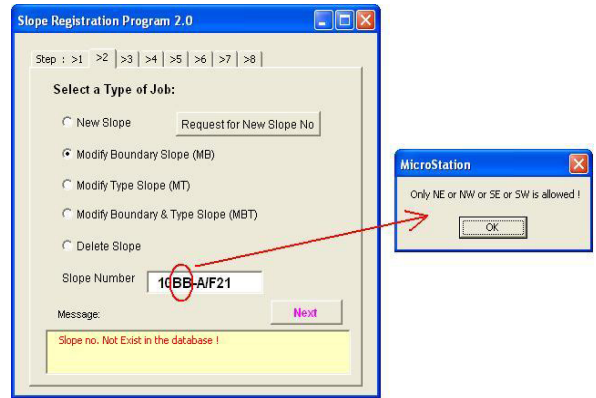 Slope Registration Program 2.0
Step : >1 >2 >3 >4 >5 >6 >7 >8
Select a Type of Job:
New Slope
Request for New Slope No
Modify Boundary Slope (MB)
Modify Type Slope (MT)
Modify Boundary & Type Slope (MBT)
Delete Slope
Slope Number 10BB-A/F21
Message:
Next
Slope no. Not Exist in the database !
MicroStation
Only NE or NW or SE or SW is allowed !
OK